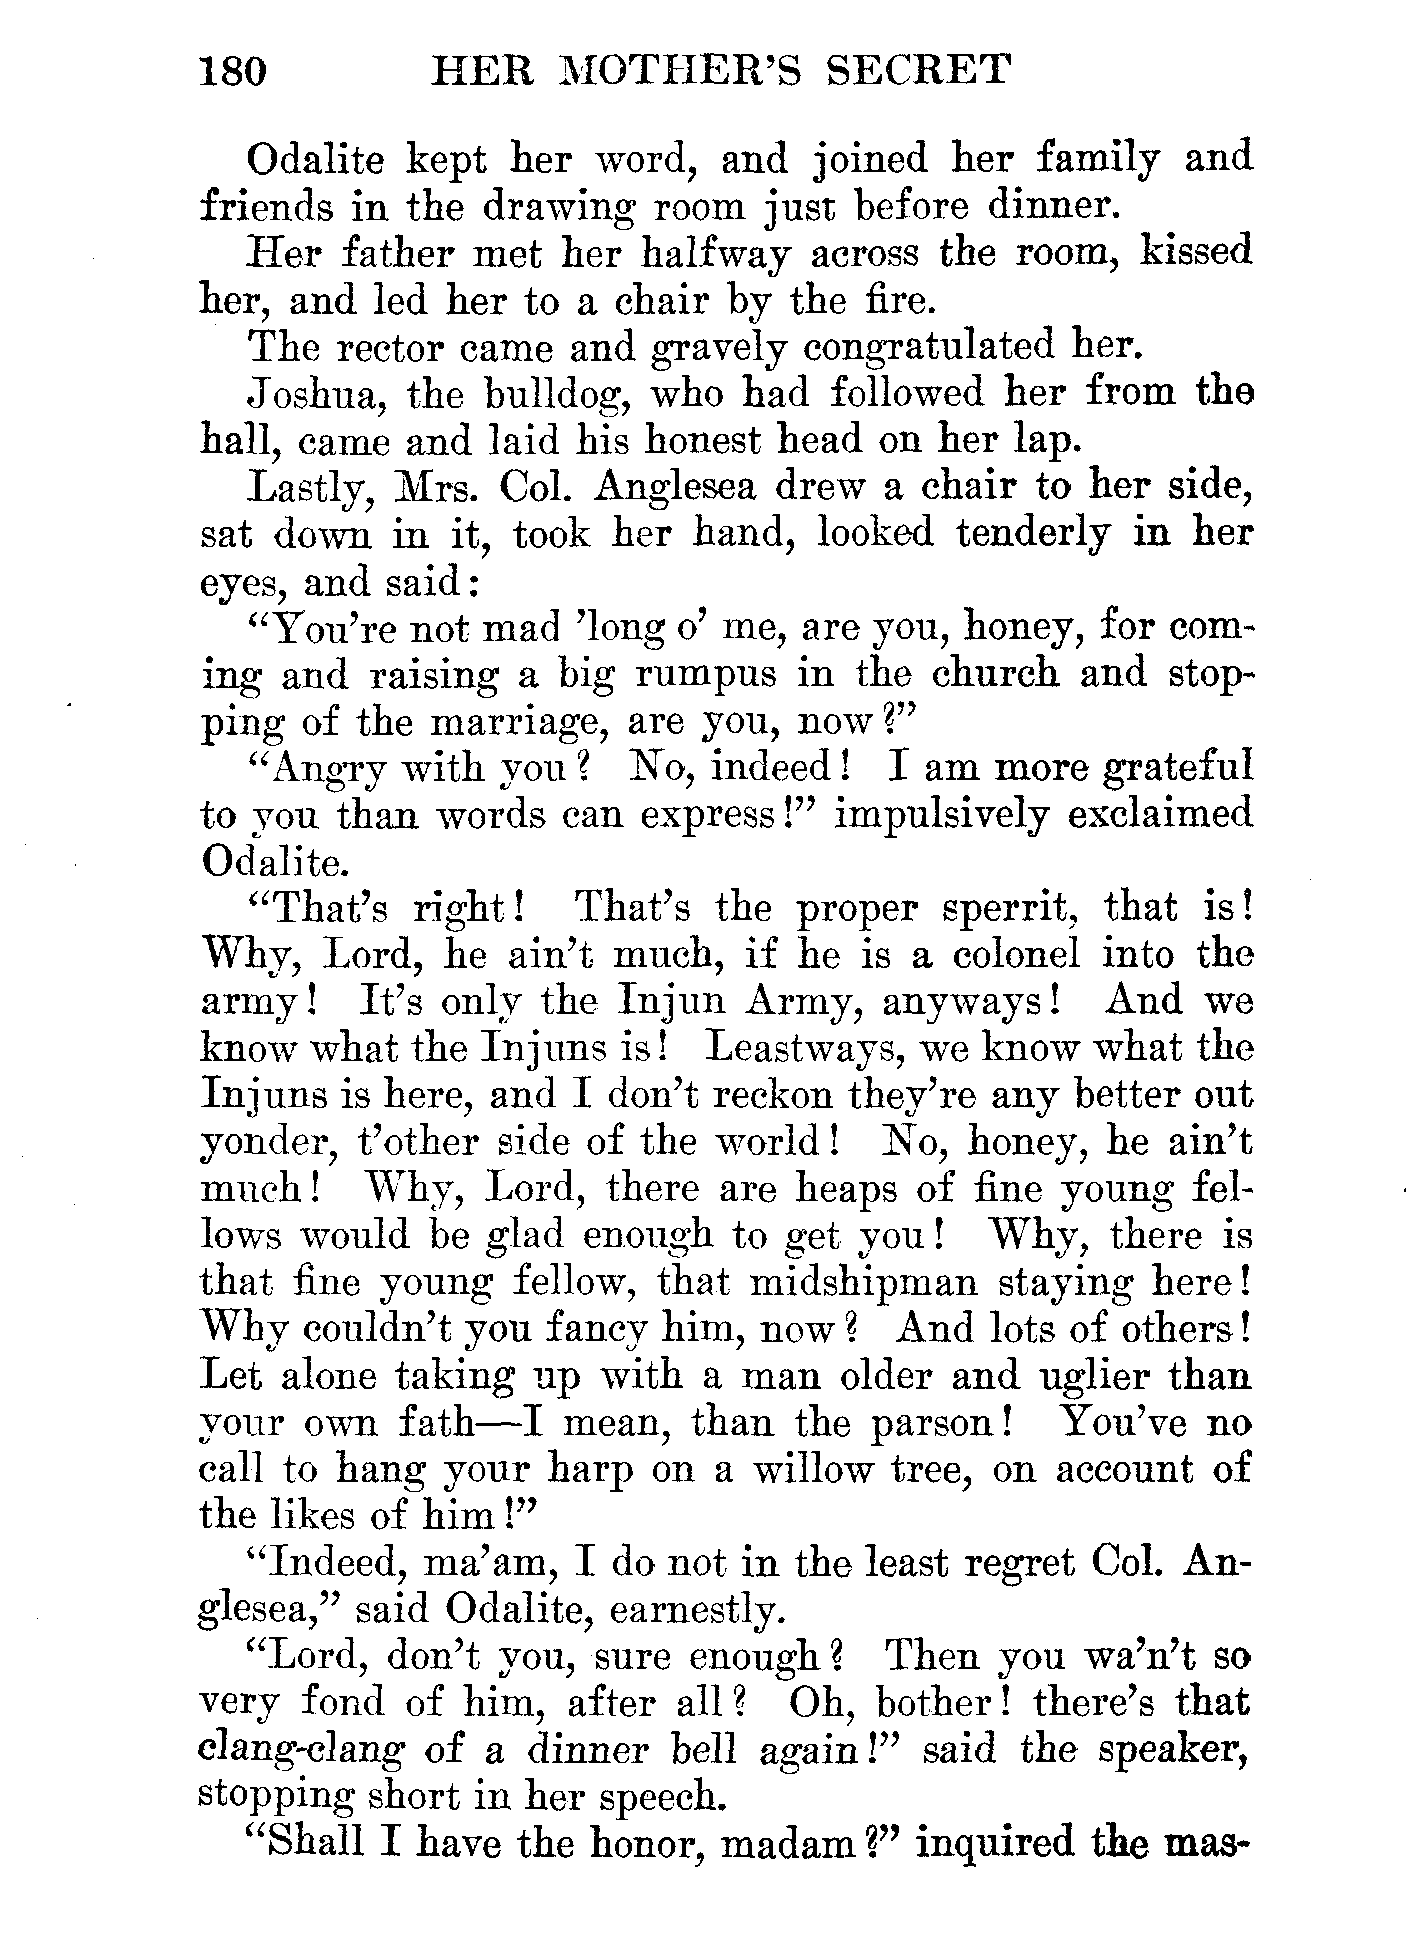 180 HER MOTHER'S SECRET
Odalite kept her word, and joined her family and
friends in the drawing room just before dinner.
Her father met her halfway across the room, kissed
her, and led her to a chair by the fire.
The rector came and gravely congratulated her.
Joshua, the bulldog, who had followed her from the
hall, came and laid his honest head on her lap.
Lastly, Mrs. Col. Anglesea drew a chair to her side,
sat down in it, took her hand, looked tenderly in her
eyes, and said:
“You’re not mad ’long o’ me, are you, honey, for com-
ing and raising a big rumpus in the church and stop-
ping of the marriage, are you, now?”
“Angry with you? No, indeed! I am more grateful
to you than words can express!” impulsively exclaimed
Odalite.
“That’s right! That’s the proper sperrit, that is!
Why, Lord, he ain’t much, if he is a colonel into the
army! It’s only the Injun Army, anyways! And we
know what the Injuns is! Leastways, we know what the
Injuns is here, and I don’t reckon they’re any better out
yonder, t’other side of the world! No, honey, he ain’t
much! Why, Lord, there are heaps of fine young fel-
lows would be glad enough to get you! Why, there is
that fine young fellow, that midshipman staying here!
Why couldn’t you fancy him, now? And lots of others!
Let alone taking up with a man older and uglier than
your own fath—I mean, than the parson! You’ve no
call to hang your harp on a willow tree, on account of
the likes of him!”
“Indeed, ma’am, I do not in the least regret Col. An-
glesea,” said Odalite, earnestly.
“Lord, don’t you, sure enough? Then you wa’n’t so
very fond of him, after all? Oh, bother! there’s that
clang-clang of a dinner bell again!” said the speaker,
stopping short in her speech.
“Shall I have the honor, madam?” inquired the mas-